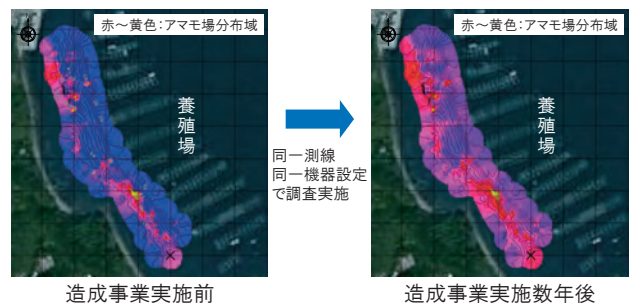 赤～黄色：アマモ場分布域
養殖場
造成事業実施前
同一測線
同一機器設定
で調査実施
赤～黄色：アマモ場分布域
養殖場
造成事業実施数年後